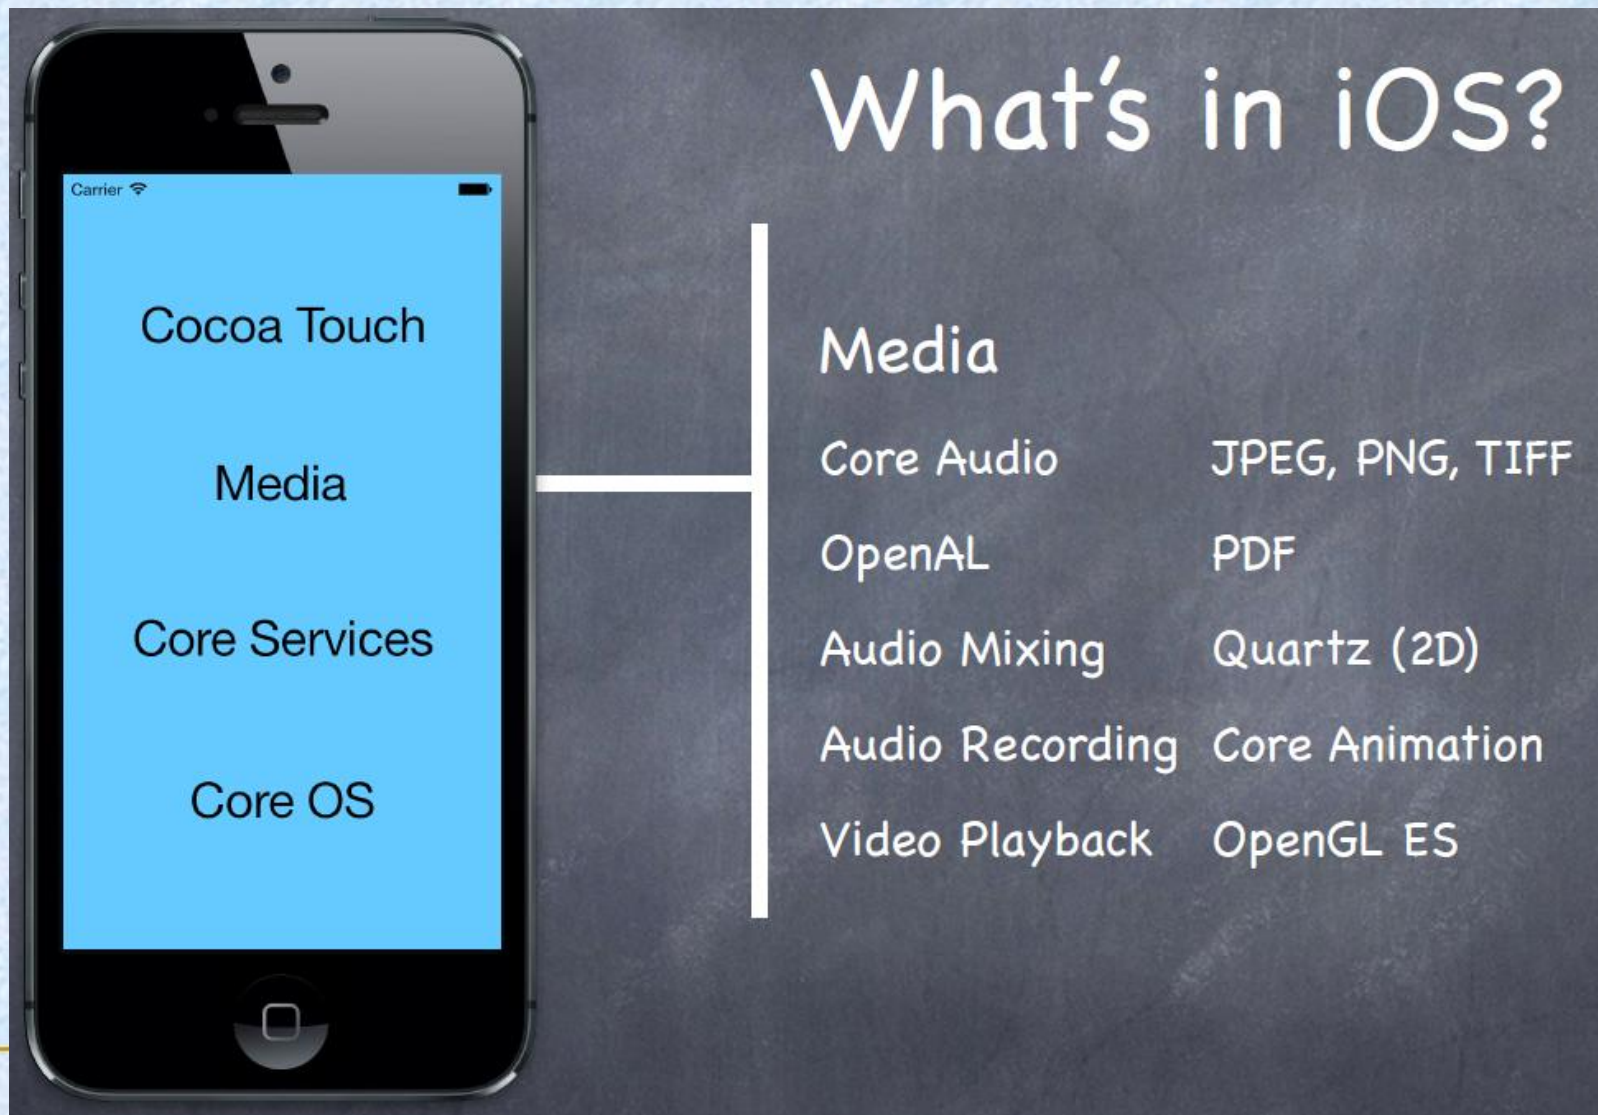 What's in iOS?
Carrier
Cocoa Touch
Media
Core Services
Core OS
Media
Core Audio
OpenAL
Audio Mixing
Audio Recording
Video Playback
JPEG, PNG, TIFF
PDF
Quartz (2D)
Core Animation
OpenGL ES